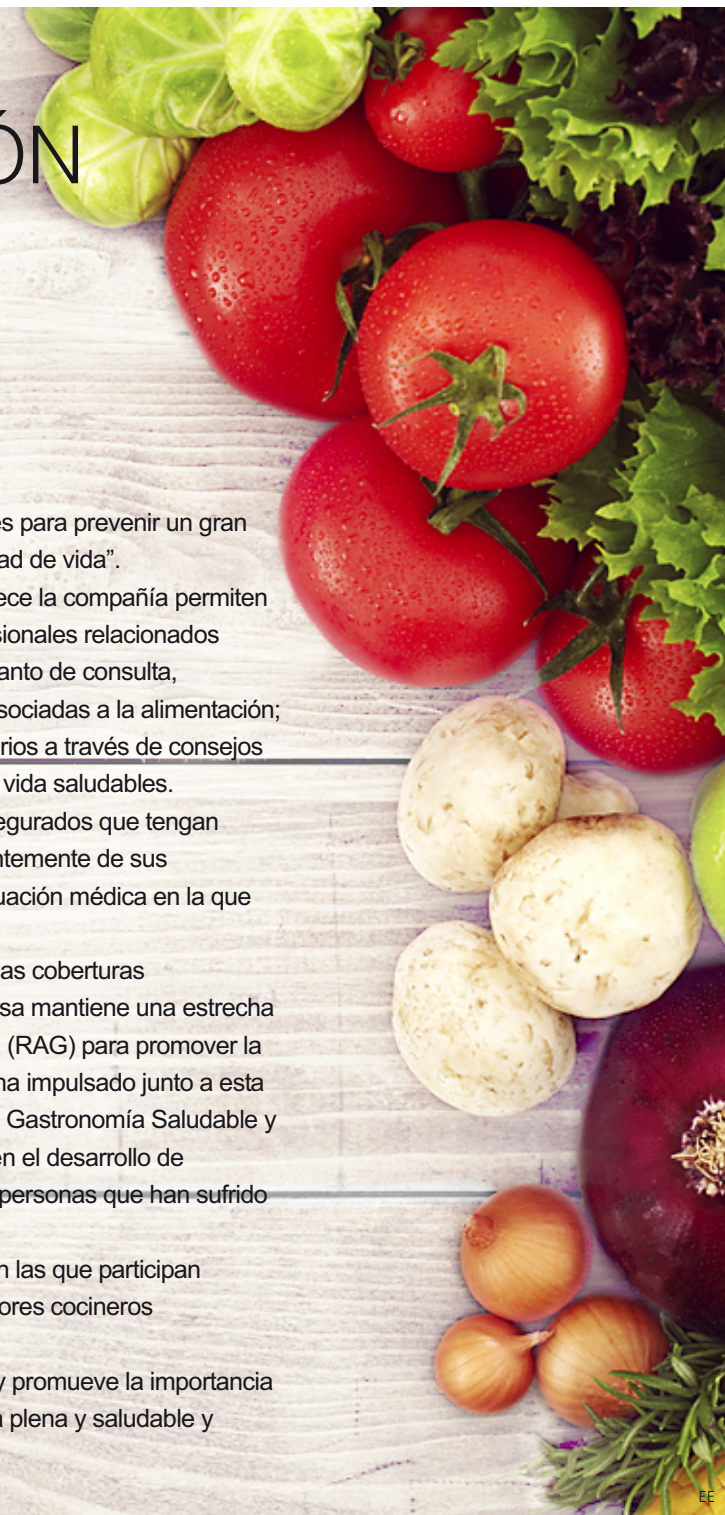 ÓN
es para prevenir un gran
ad de vida”.
ece la compañía permiten
sionales relacionados
anto de consulta,
sociadas a la alimentación;
rios a través de consejos
vida saludables.
egurados que tengan
ntemente de sus
uación médica en la que
as coberturas
sa mantiene una estrecha
(RAG) para promover la
ha impulsado junto a esta
Gastronomía Saludable y
en el desarrollo de
personas que han sufrido
n las que participan
ores cocineros
y promueve la importancia
a plena y saludable y
EE